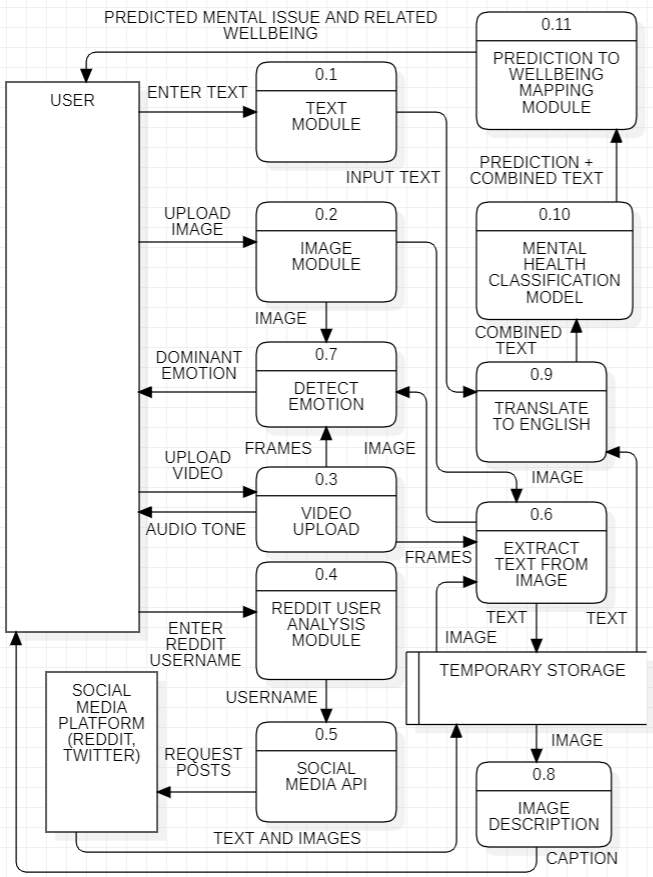 PREDICTED MENTAL ISSUE AND RELATED
WELLBEING
0.11
PREDICTION TO
WELLBEING
MAPPING
MODULE
USER
ENTER TEXT
0.1
TEXT
MODULE
INPUT TEXT
PREDICTION +
COMBINED TEXT
UPLOAD
IMAGE
0.2
IMAGE
MODULE
0.10
MENTAL
HEALTH
CLASSIFICATION
MODEL
IMAGE
COMBINED
TEXT
DOMINANT
EMOTION
0.7
DETECT
EMOTION
0.9
TRANSLATE
TO ENGLISH
FRAMES
IMAGE
UPLOAD
VIDEO
0.3
VIDEO
UPLOAD
IMAGE
AUDIO TONE
0.6
EXTRACT
TEXT FROM
IMAGE
FRAMES
0.4
REDDIT USER
ANALYSIS
MODULE
ENTER
REDDIT
USERNAME
TEXT
TEXT
IMAGE
TEMPORARY STORAGE
SOCIAL
MEDIA
PLATFORM
(REDDIT,
TWITTER)
USERNAME
0.5
SOCIAL
MEDIA API
REQUEST
POSTS
IMAGE
0.8
IMAGE
DESCRIPTION
TEXT AND IMAGES
CAPTION